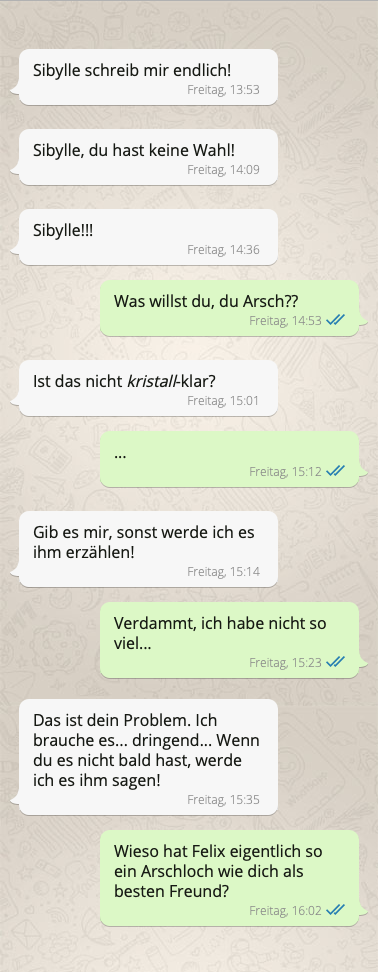 Sibylle schreib mir endlich!
Freitag, 13:53
Sibylle, du hast keine Wahl!
Freitag, 14:09
Sibylle!!!
Freitag, 14:36
Was willst du, du Arsch??
Freitag, 14:53
Ist das nicht kristall-klar?
Freitag, 15:01
...
Freitag, 15:12
Gib es mir, sonst werde ich es
ihm erzählen!
Freitag, 15:14
Verdammt, ich habe nicht so
viel...
Freitag, 15:23
Das ist dein Problem. Ich
brauche es... dringend... Wenn
du es nicht bald hast, werde
ich es ihm sagen!
Freitag, 15:35
Wieso hat Felix eigentlich so
ein Arschloch wie dich als
besten Freund?
Freitag, 16:02